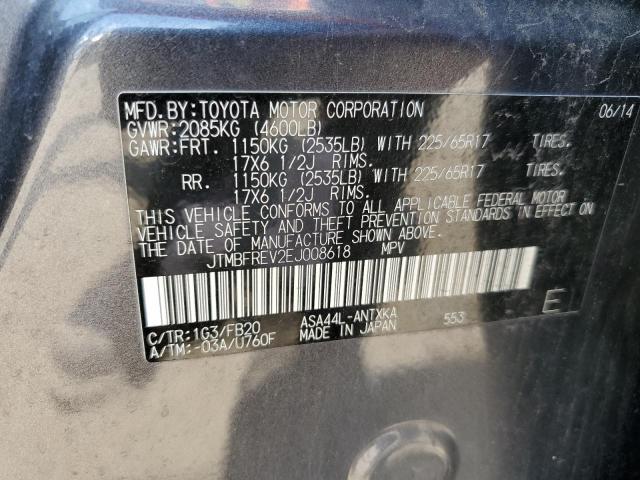 MFD.BY:TOYOTA MOTOR CORPORATION 06/14
GVWR:2085KG (4600LB)
GAWR:FRT. 1150KG (2535LB) WITH 225/65R17 TIRES.
17X6 1/2J RIMS.
RR. 1150KG (2535LB) WITH 225/65R17 TIRES.
17X6 1/2J RIMS.
THIS VEHICLE CONFORMS TO ALL APPLICABLE FEDERAL MOTOR
VEHICLE SAFETY AND THEFT PREVENTION STANDARDS IN EFFECT ON
THE DATE OF MANUFACTURE SHOWN ABOVE.
JTMBFREV2EJ008618 MPV
C/TR:1G3/FB20 ASA44L-ANTXKA 553 E
A/TM:-03A/U760F MADE IN JAPAN